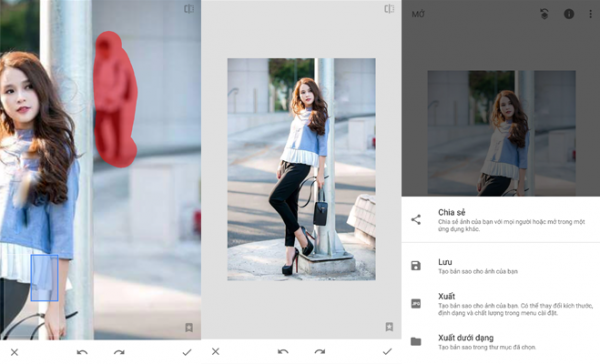 MỞ
Chia sẻ
Chia sẻ ảnh của bạn với mọi người hoặc mở trong một
ứng dụng khác.
Lưu
Tạo bản sao cho ảnh của bạn.
JPG
Xuất
Tạo bản sao cho ảnh của bạn. Có thể thay đổi kích thước,
định dạng và chất lượng trong menu cài đặt.
Xuất dưới dạng
Tạo bản sao trong thư mục đã chọn.